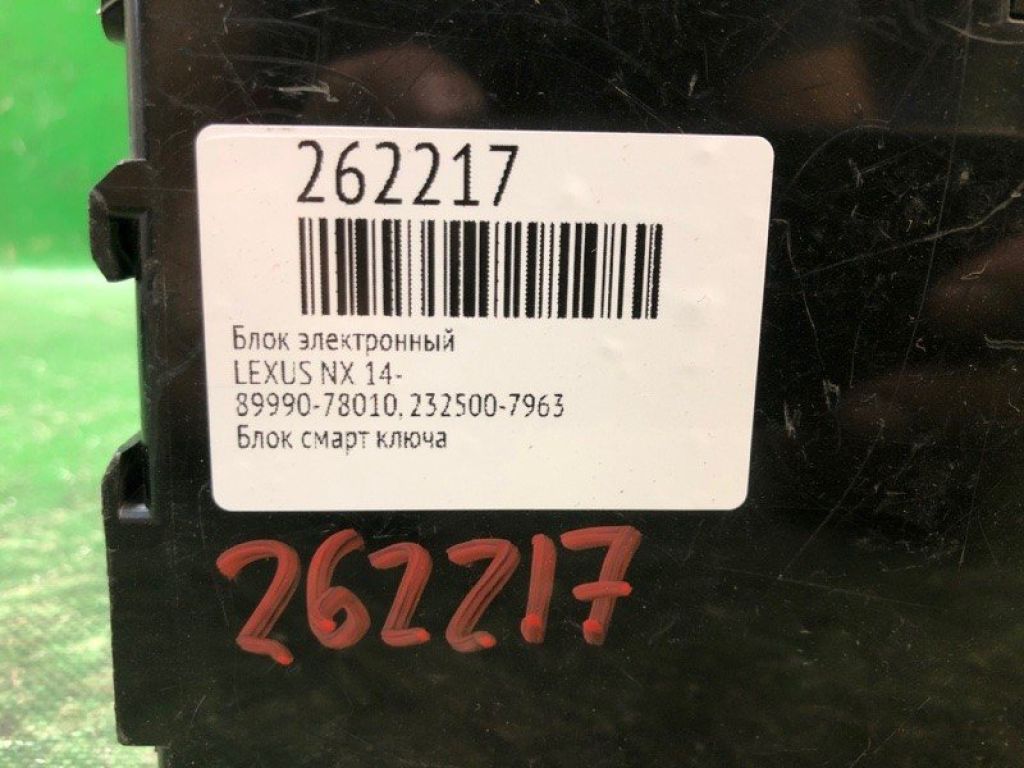 262217
Блок электронный
LEXUS NX 14-
89990-78010, 232500-7963
Блок смарт ключа
262217